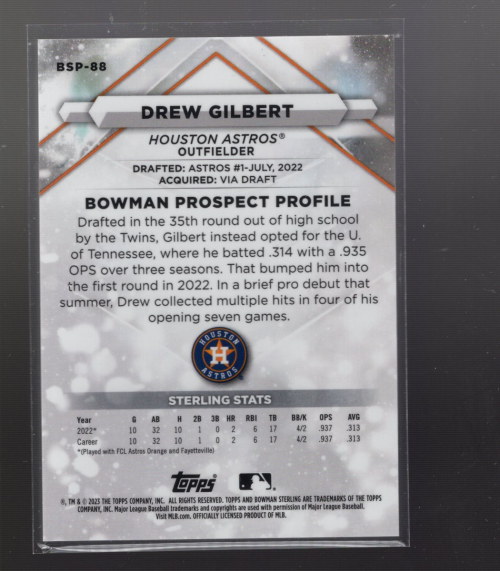 BSP-88
DREW GILBERT
HOUSTON ASTROS®
OUTFIELDER
DRAFTED: ASTROS #1-JULY, 2022
ACQUIRED: VIA DRAFT
BOWMAN PROSPECT PROFILE
Drafted in the 35th round out of high school
by the Twins, Gilbert instead opted for the U.
of Tennessee, where he batted .314 with a .935
OPS over three seasons. That bumped him into
the first round in 2022. In a brief pro debut that
summer, Drew collected multiple hits in four of his
opening seven games.
HOUSTON
H
ASTROS
STERLING STATS
Year G AB H 2B 3B HR RBI TB BB/K OPS AVG
2022* 10 32 10 1 0 2 6 17 4/2 .937 .313
Career 10 32 10 1 0 2 6 17 4/2 .937 .313
*(Played with FCL Astros Orange and Fayetteville)
Topps
®, TM & © 2023 THE TOPPS COMPANY, INC. ALL RIGHTS RESERVED. TOPPS AND BOWMAN STERLING ARE TRADEMARKS OF THE TOPPS
COMPANY, INC. Major League Baseball trademarks and copyrights are used with permission of Major League Baseball.
Visit MLB.com. OFFICIALLY LICENSED PRODUCT OF MLB.